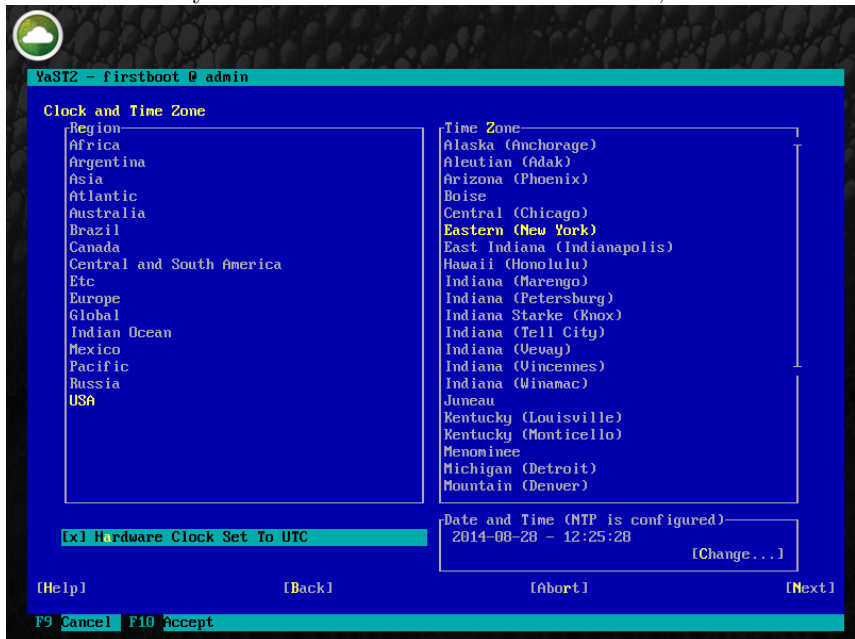 YaST2 - firstboot @ admin
Clock and Time Zone
Region
Africa
Argentina
Asia
Atlantic
Australia
Brazil
Canada
Central and South America
Etc
Europe
Global
Indian Ocean
Mexico
Pacific
Russia
USA
Time Zone
Alaska (Anchorage)
Aleutian (Adak)
Arizona (Phoenix)
Boise
Central (Chicago)
Eastern (New York)
East Indiana (Indianapolis)
Hawaii (Honolulu)
Indiana (Marengo)
Indiana (Petersburg)
Indiana Starke (Knox)
Indiana (Tell City)
Indiana (Vevay)
Indiana (Vincennes)
Indiana (Winamac)
Juneau
Kentucky (Louisville)
Kentucky (Monticello)
Menominee
Michigan (Detroit)
Mountain (Denver)
[x] Hardware Clock Set To UTC
Date and Time (NTP is configured)
2014-08-28 - 12:25:28
[Change...]
[Help] [Back] [Abort] [Next]
F9 Cancel F10 Accept